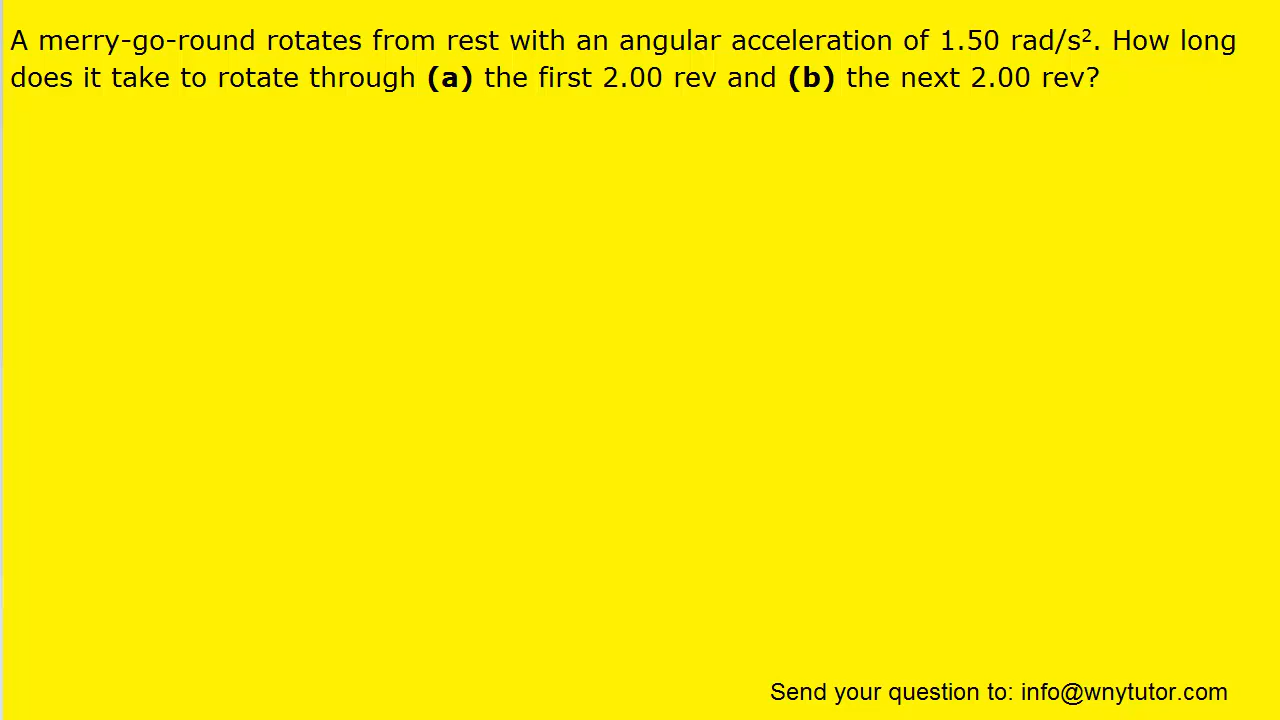 A merry-go-round rotates from rest with an angular acceleration of 1.50 rad/s². How long
does it take to rotate through (a) the first 2.00 rev and (b) the next 2.00 rev?
Send your question to: info@wnytutor.com